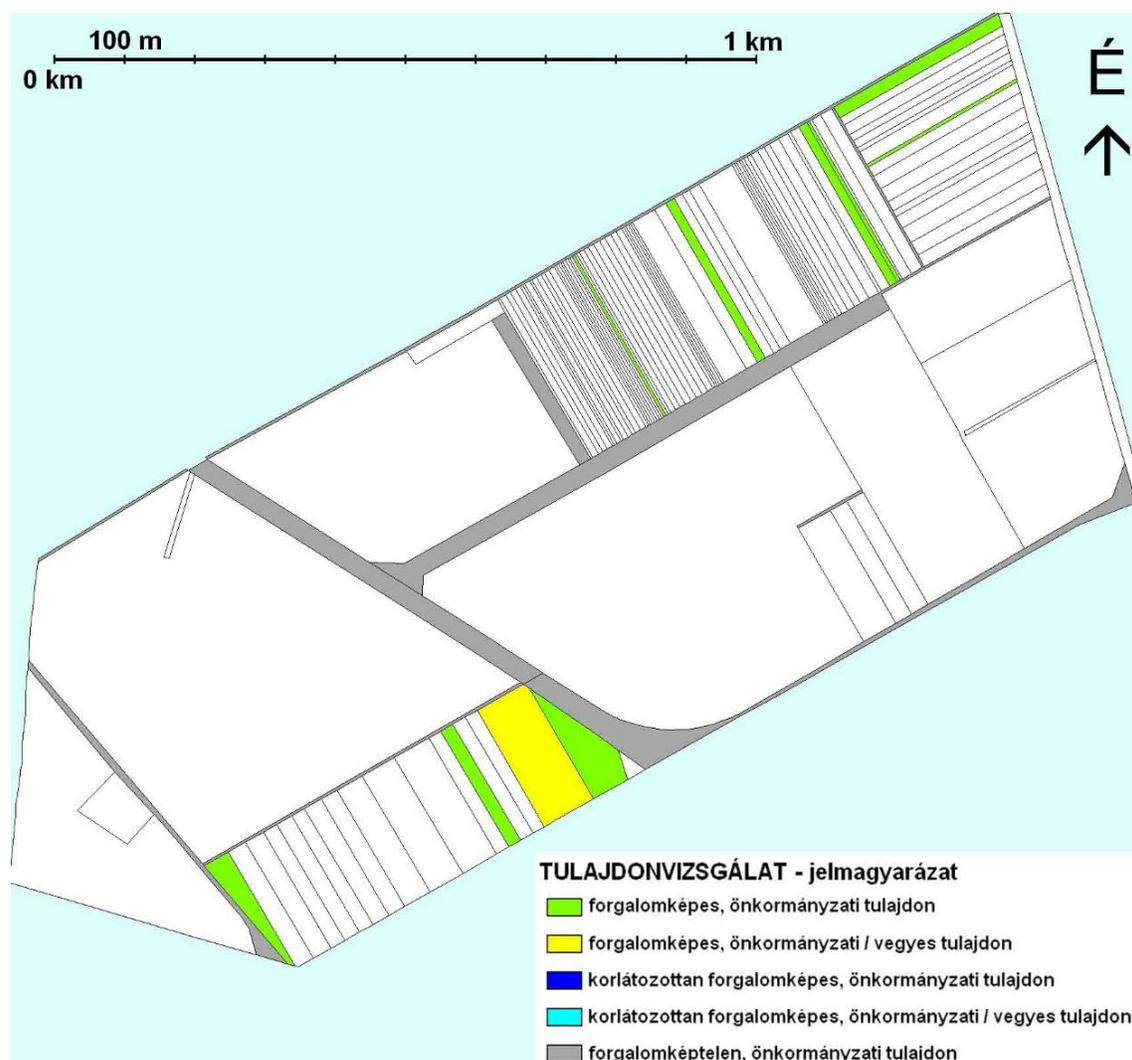 100 m
1 km
0 km
É
TULAJDONVIZSGÁLAT - jelmagyarázat
forgalomképes, önkormányzati tulajdon
forgalomképes, önkormányzati / vegyes tulajdon
korlátozottan forgalomképes, önkormányzati tulajdon
korlátozottan forgalomképes, önkormányzati / vegyes tulajdon
forgalomképtelen, önkormányzati tulajdon